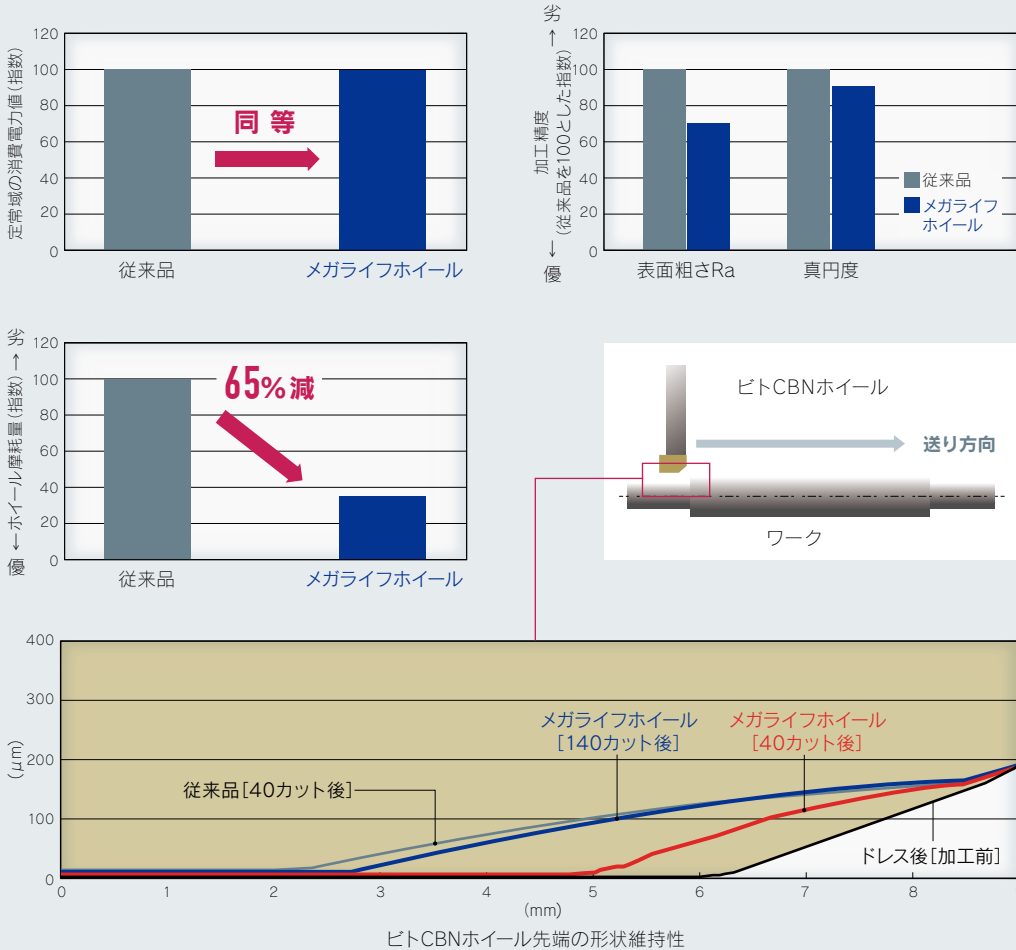 定常域の消費電力値（指数）
120
100
80
60
40
20
0
同等
従来品
メガライフホイール
優 ← 加工精度 → 劣
（従来品を100とした指数）
120
100
80
60
40
20
0
従来品
メガライフ
ホイール
表面粗さRa
真円度
優←ホイール摩耗量（指数）→劣
120
100
80
60
40
20
0
65%減
従来品
メガライフホイール
ビトCBNホイール
送り方向
ワーク
(μm)
400
300
200
100
0
メガライフホイール
[140カット後]
メガライフホイール
[40カット後]
従来品[40カット後]
ドレス後[加工前]
0 1 2 3 4 5 6 7 8
(mm)
ビトCBNホイール先端の形状維持性